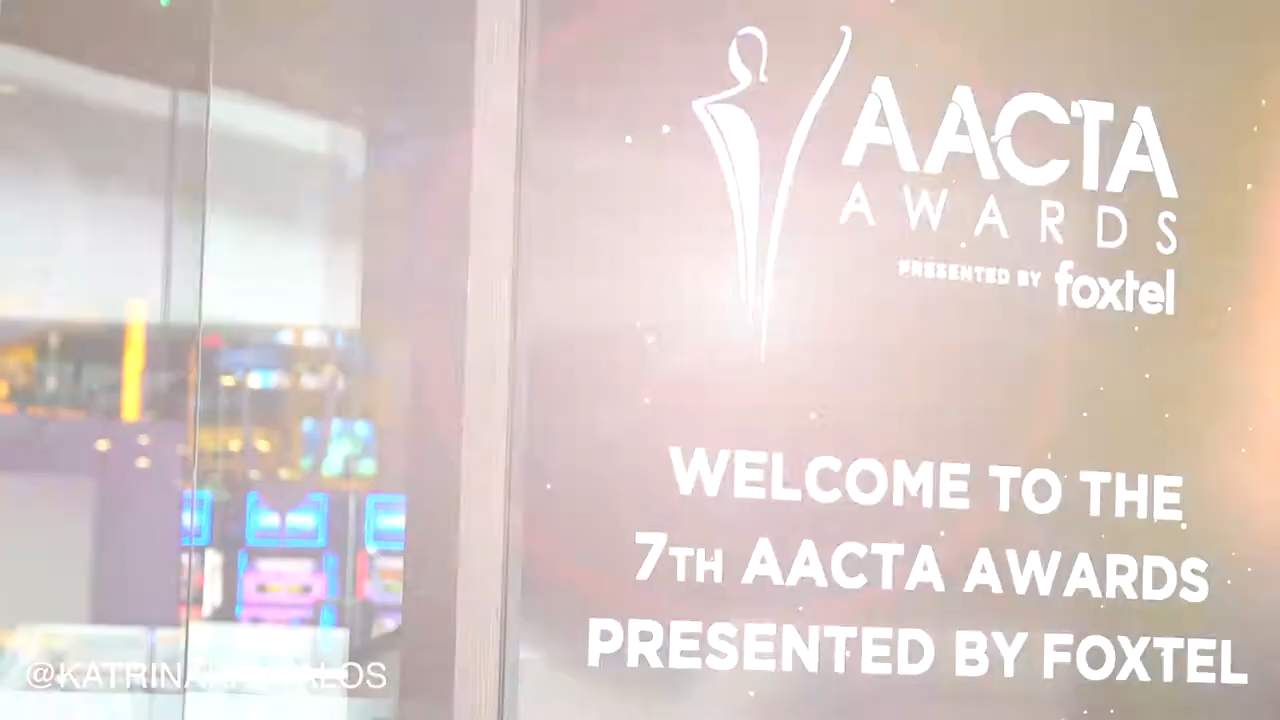 AACTA
AWARDS
PRESENTED BY foxtel
WELCOME TO THE
7TH AACTA AWARDS
PRESENTED BY FOXTEL